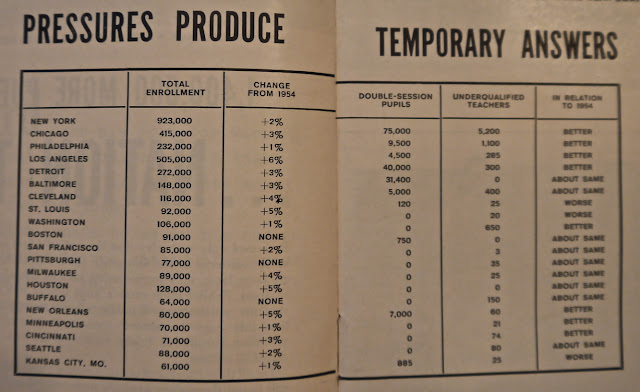 PRESSURES PRODUCE TEMPORARY ANSWERS
TOTAL ENROLLMENT CHANGE FROM 1954 DOUBLE-SESSION PUPILS UNDERQUALIFIED TEACHERS IN RELATION TO 1954
NEW YORK 923,000 +2% 75,000 5,200 BETTER
CHICAGO 415,000 +3% 9,500 1,100 BETTER
PHILADELPHIA 232,000 +1% 4,500 285 BETTER
LOS ANGELES 505,000 +6% 40,000 300 BETTER
DETROIT 272,000 +3% 31,400 0 ABOUT SAME
BALTIMORE 148,000 +3% 5,000 400 ABOUT SAME
CLEVELAND 116,000 +4% 120 25 WORSE
ST. LOUIS 92,000 +5% 0 20 WORSE
WASHINGTON 106,000 +1% 0 650 BETTER
BOSTON 91,000 NONE 750 0 ABOUT SAME
SAN FRANCISCO 85,000 +2% 0 3 ABOUT SAME
PITTSBURGH 77,000 NONE 0 35 ABOUT SAME
MILWAUKEE 89,000 +4% 0 25 ABOUT SAME
HOUSTON 128,000 +5% 0 0 ABOUT SAME
BUFFALO 64,000 NONE 0 150 ABOUT SAME
NEW ORLEANS 80,000 +5% 7,000 60 BETTER
MINNEAPOLIS 70,000 +1% 0 21 BETTER
CINCINNATI 71,000 +3% 0 74 BETTER
SEATTLE 88,000 +2% 0 60 ABOUT SAME
KANSAS CITY, MO. 61,000 +1% 885 25 WORSE